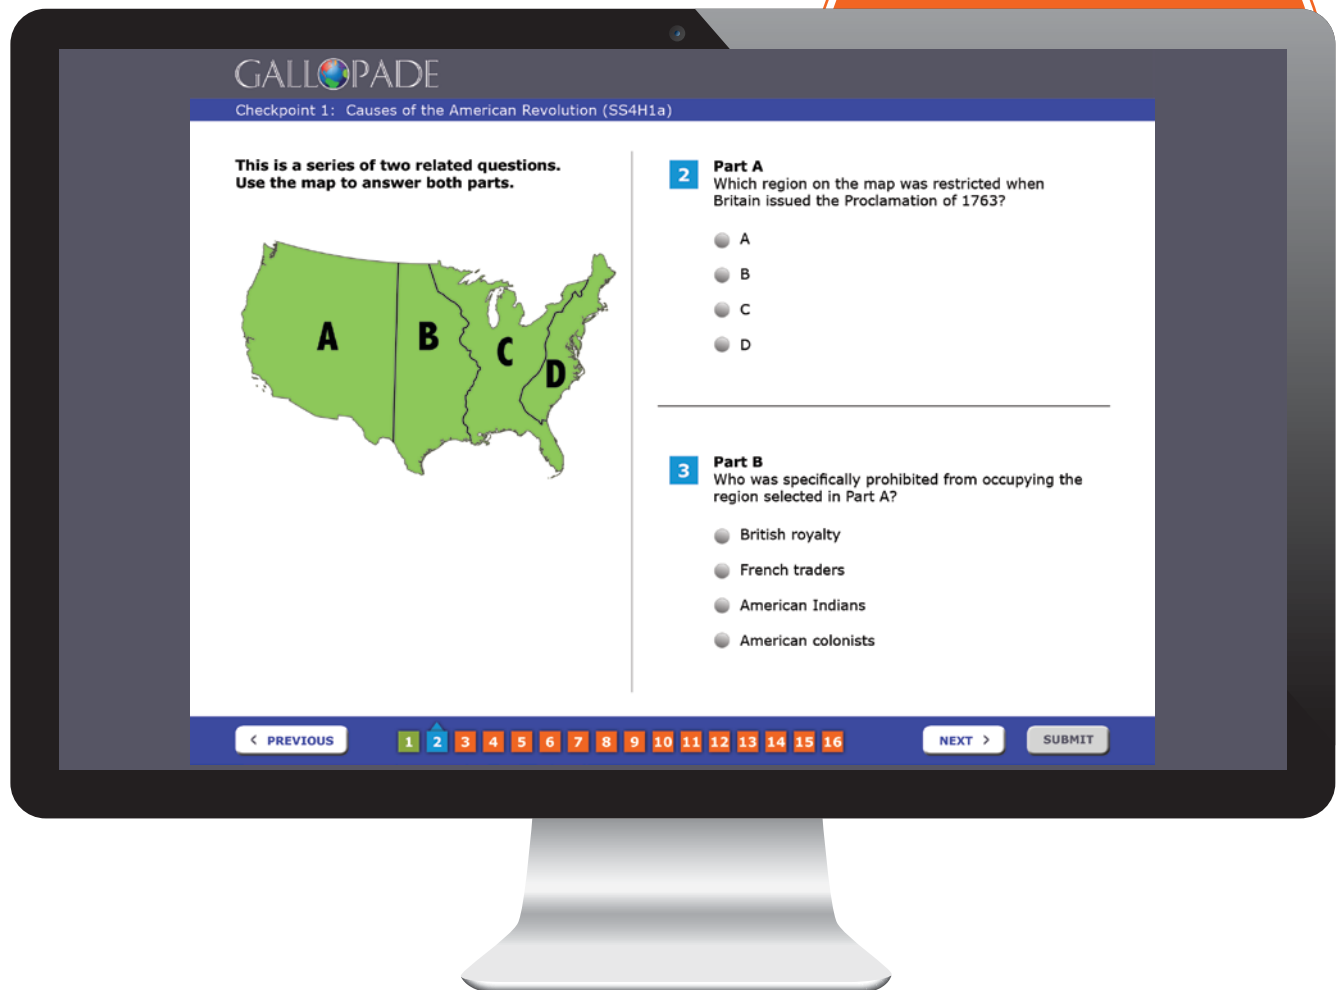 GALLOPADE
Checkpoint 1: Causes of the American Revolution (SS4H1a)
This is a series of two related questions.
Use the map to answer both parts.
A
B
C
D
2
Part A
Which region on the map was restricted when
Britain issued the Proclamation of 1763?
A
B
C
D
3
Part B
Who was specifically prohibited from occupying the
region selected in Part A?
British royalty
French traders
American Indians
American colonists
< PREVIOUS
1 2 3 4 5 6 7 8 9 10 11 12 13 14 15 16
NEXT >
SUBMIT